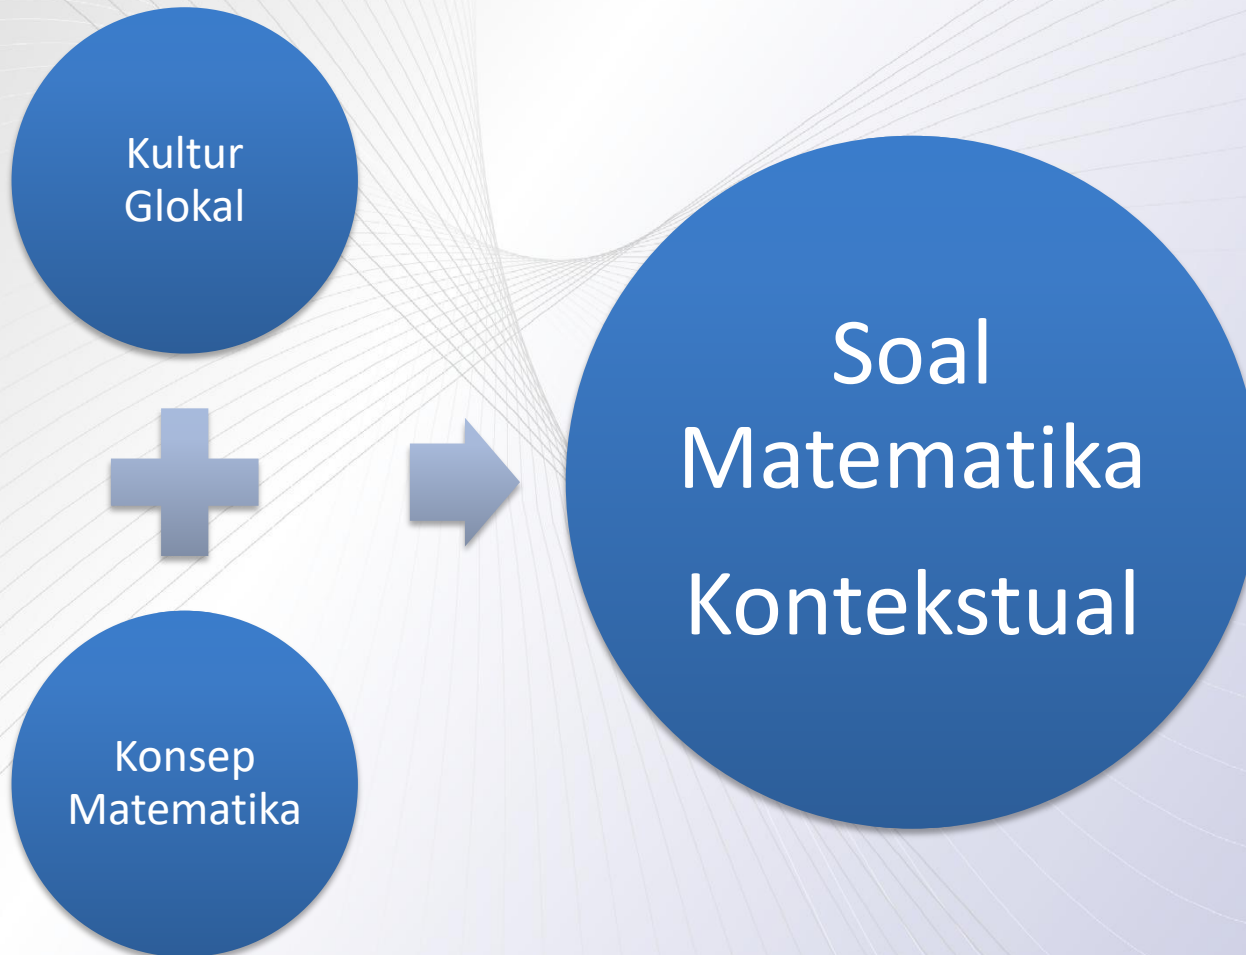 Kultur
Glokal
Konsep
Matematika
Soal
Matematika
Kontekstual